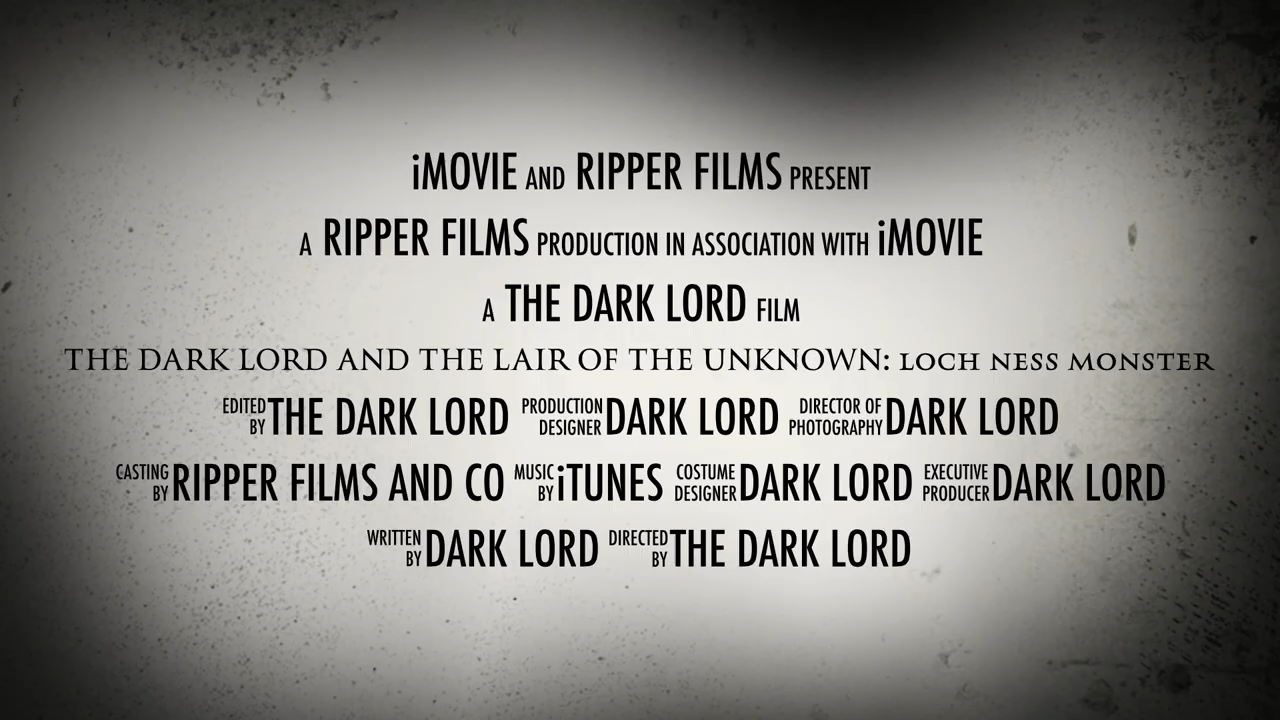 iMOVIE AND RIPPER FILMS PRESENT
A RIPPER FILMS PRODUCTION IN ASSOCIATION WITH iMOVIE
A THE DARK LORD FILM
THE DARK LORD AND THE LAIR OF THE UNKNOWN: LOCH NESS MONSTER
EDITED BY THE DARK LORD PRODUCTION DESIGNER DARK LORD DIRECTOR OF PHOTOGRAPHY DARK LORD
CASTING BY RIPPER FILMS AND CO MUSIC BY iTUNES COSTUME DESIGNER DARK LORD EXECUTIVE PRODUCER DARK LORD
WRITTEN BY DARK LORD DIRECTED BY THE DARK LORD